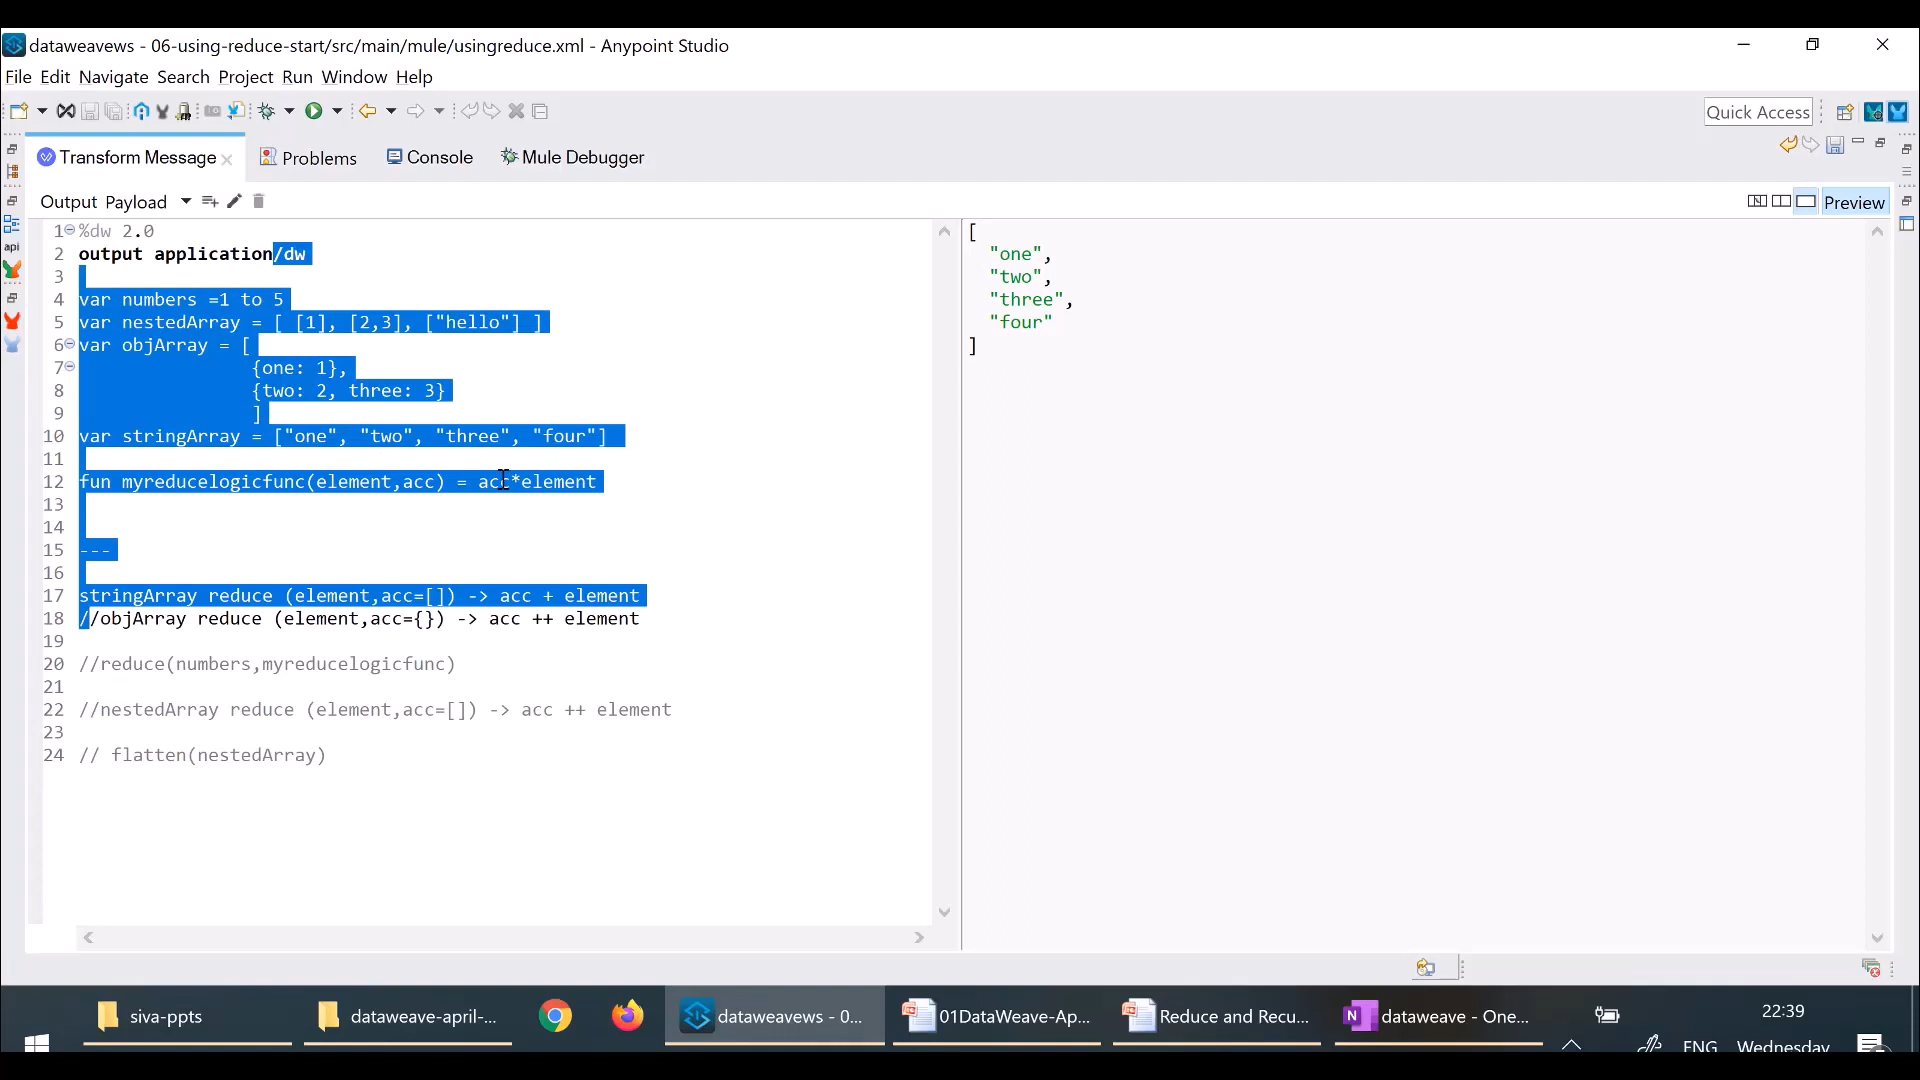 dataweavews - 06-using-reduce-start/src/main/mule/usingreduce.xml - Anypoint Studio
File Edit Navigate Search Project Run Window Help
Quick Access
Transform Message
Problems
Console
Mule Debugger
Output Payload
Preview
api
1 %dw 2.0
2 output application/dw
3
4 var numbers =1 to 5
5 var nestedArray = [ [1], [2,3], ["hello"] ]
6 var objArray = [
7 {one: 1},
8 {two: 2, three: 3}
9 ]
10 var stringArray = ["one", "two", "three", "four"]
11
12 fun myreducelogicfunc(element,acc) = acc*element
13
14
15 ---
16
17 stringArray reduce (element,acc=[]) -> acc + element
18 //objArray reduce (element,acc={}) -> acc ++ element
19
20 //reduce(numbers,myreducelogicfunc)
21
22 //nestedArray reduce (element,acc=[]) -> acc ++ element
23
24 // flatten(nestedArray)
[
"one",
"two",
"three",
"four"
]
siva-ppts
dataweave-april-...
dataweavews - 0...
01DataWeave-Ap...
Reduce and Recu...
N
dataweave - One...
22:39
ENG
Wednesday